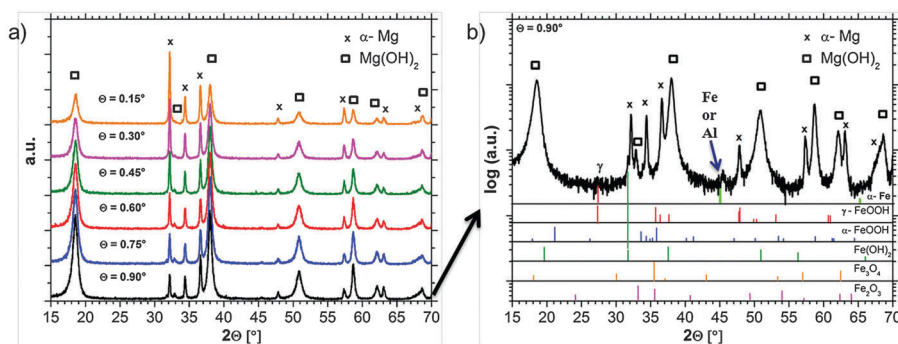 a)
x α- Mg
Mg(OH)2
Θ = 0.15°
Θ = 0.30°
Θ = 0.45°
Θ = 0.60°
Θ = 0.75°
Θ = 0.90°
x x x x x x x
a.u.
15 20 25 30 35 40 45 50 55 60 65 70
2Θ [°]
b)
Θ = 0.90°
x α- Mg
Mg(OH)2
x x x x x x x
Fe
or
Al
γ
log (a.u.)
α- Fe
γ - FeOOH
α- FeOOH
Fe(OH)2
Fe3O4
Fe2O3
15 20 25 30 35 40 45 50 55 60 65 70
2Θ [°]